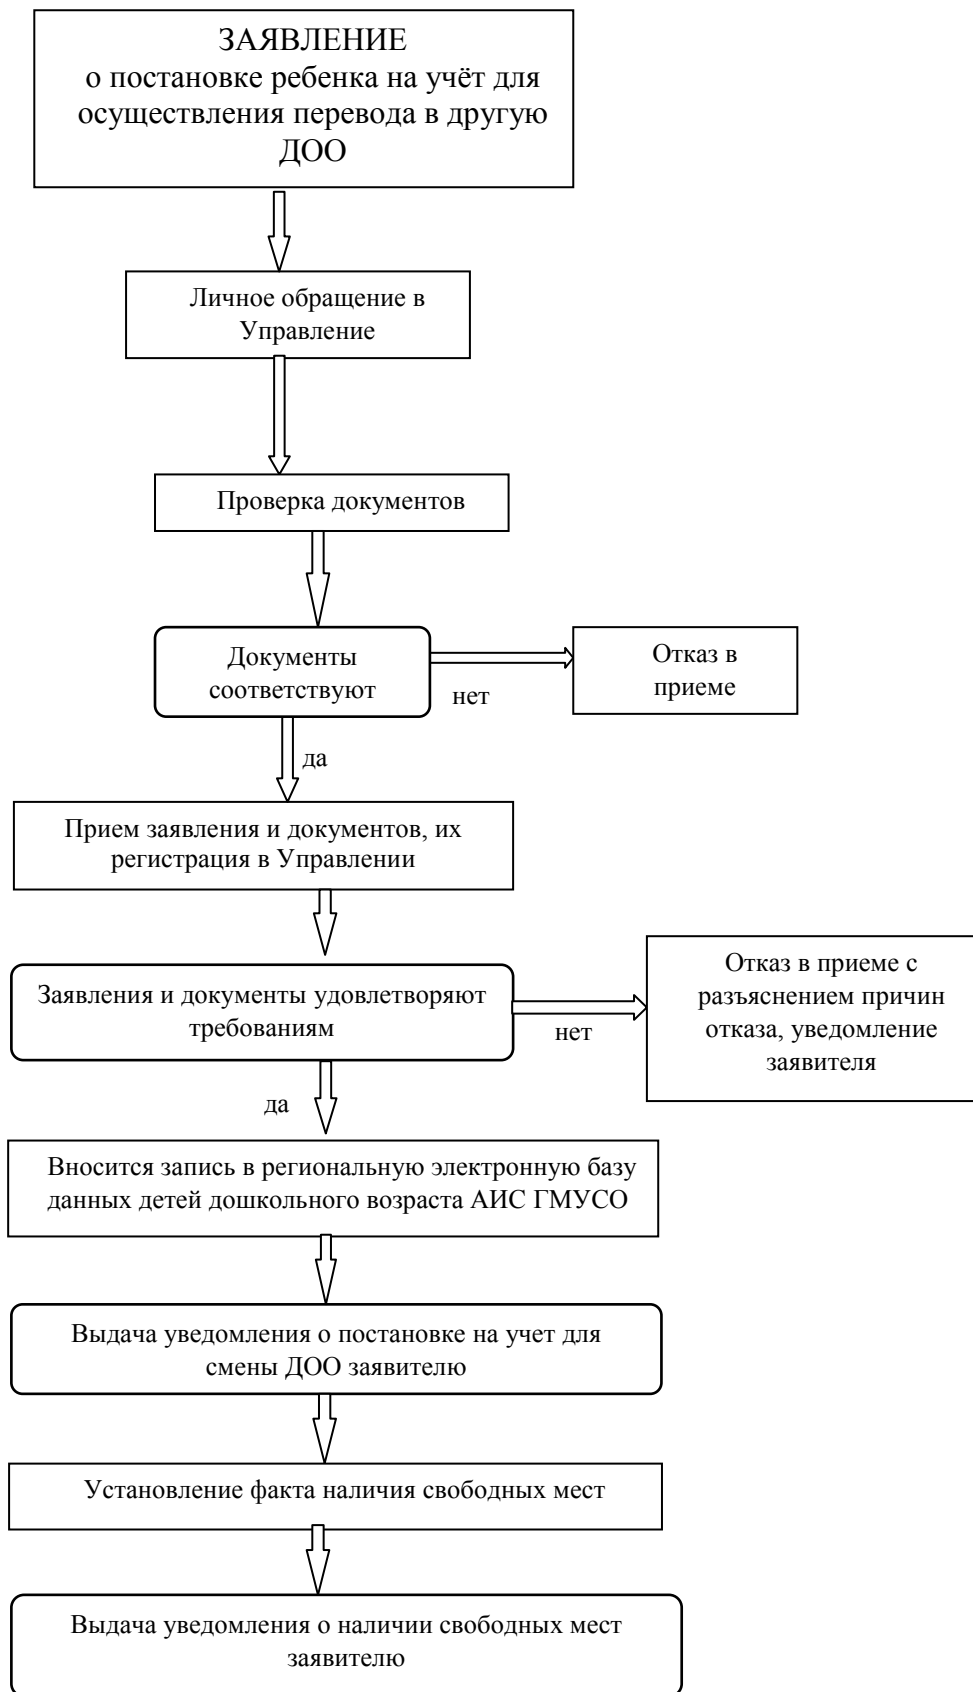 ЗАЯВЛЕНИЕ
о постановке ребенка на учёт для
осуществления перевода в другую
ДОО
Личное обращение в
Управление
Проверка документов
Документы
соответствуют
нет
Отказ в
приеме
да
Прием заявления и документов, их
регистрация в Управлении
Заявления и документы удовлетворяют
требованиям
нет
Отказ в приеме с
разъяснением причин
отказа, уведомление
заявителя
да
Вносится запись в региональную электронную базу
данных детей дошкольного возраста АИС ГМУСО
Выдача уведомления о постановке на учет для
смены ДОО заявителю
Установление факта наличия свободных мест
Выдача уведомления о наличии свободных мест
заявителю